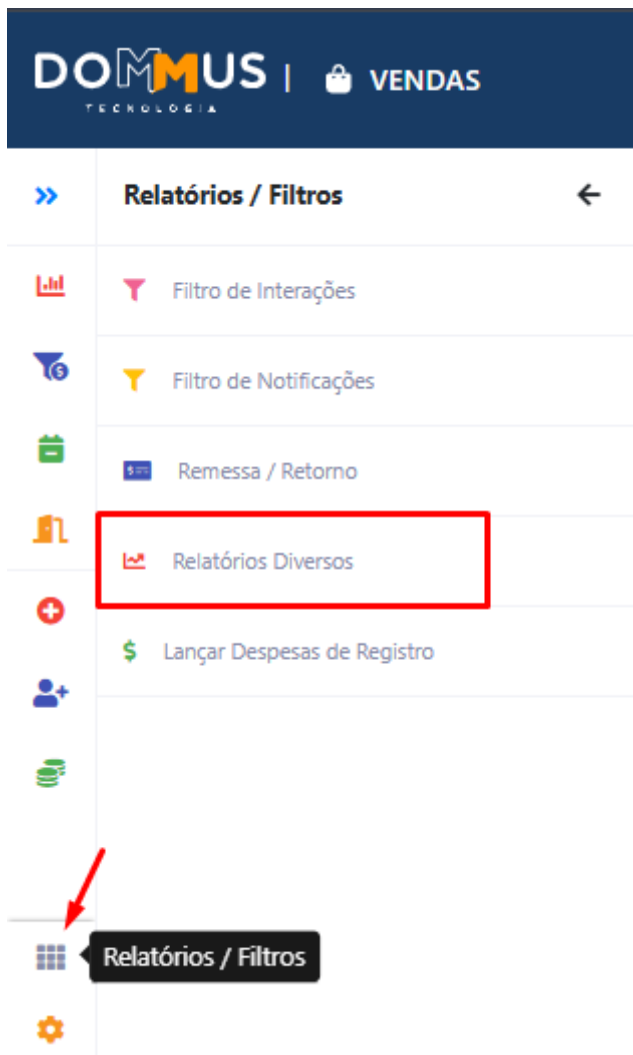 DOMMUS | VENDAS
TECNOLOGIA
Relatórios / Filtros
Filtro de Interações
Filtro de Notificações
Remessa / Retorno
Relatórios Diversos
$ Lançar Despesas de Registro
Relatórios / Filtros